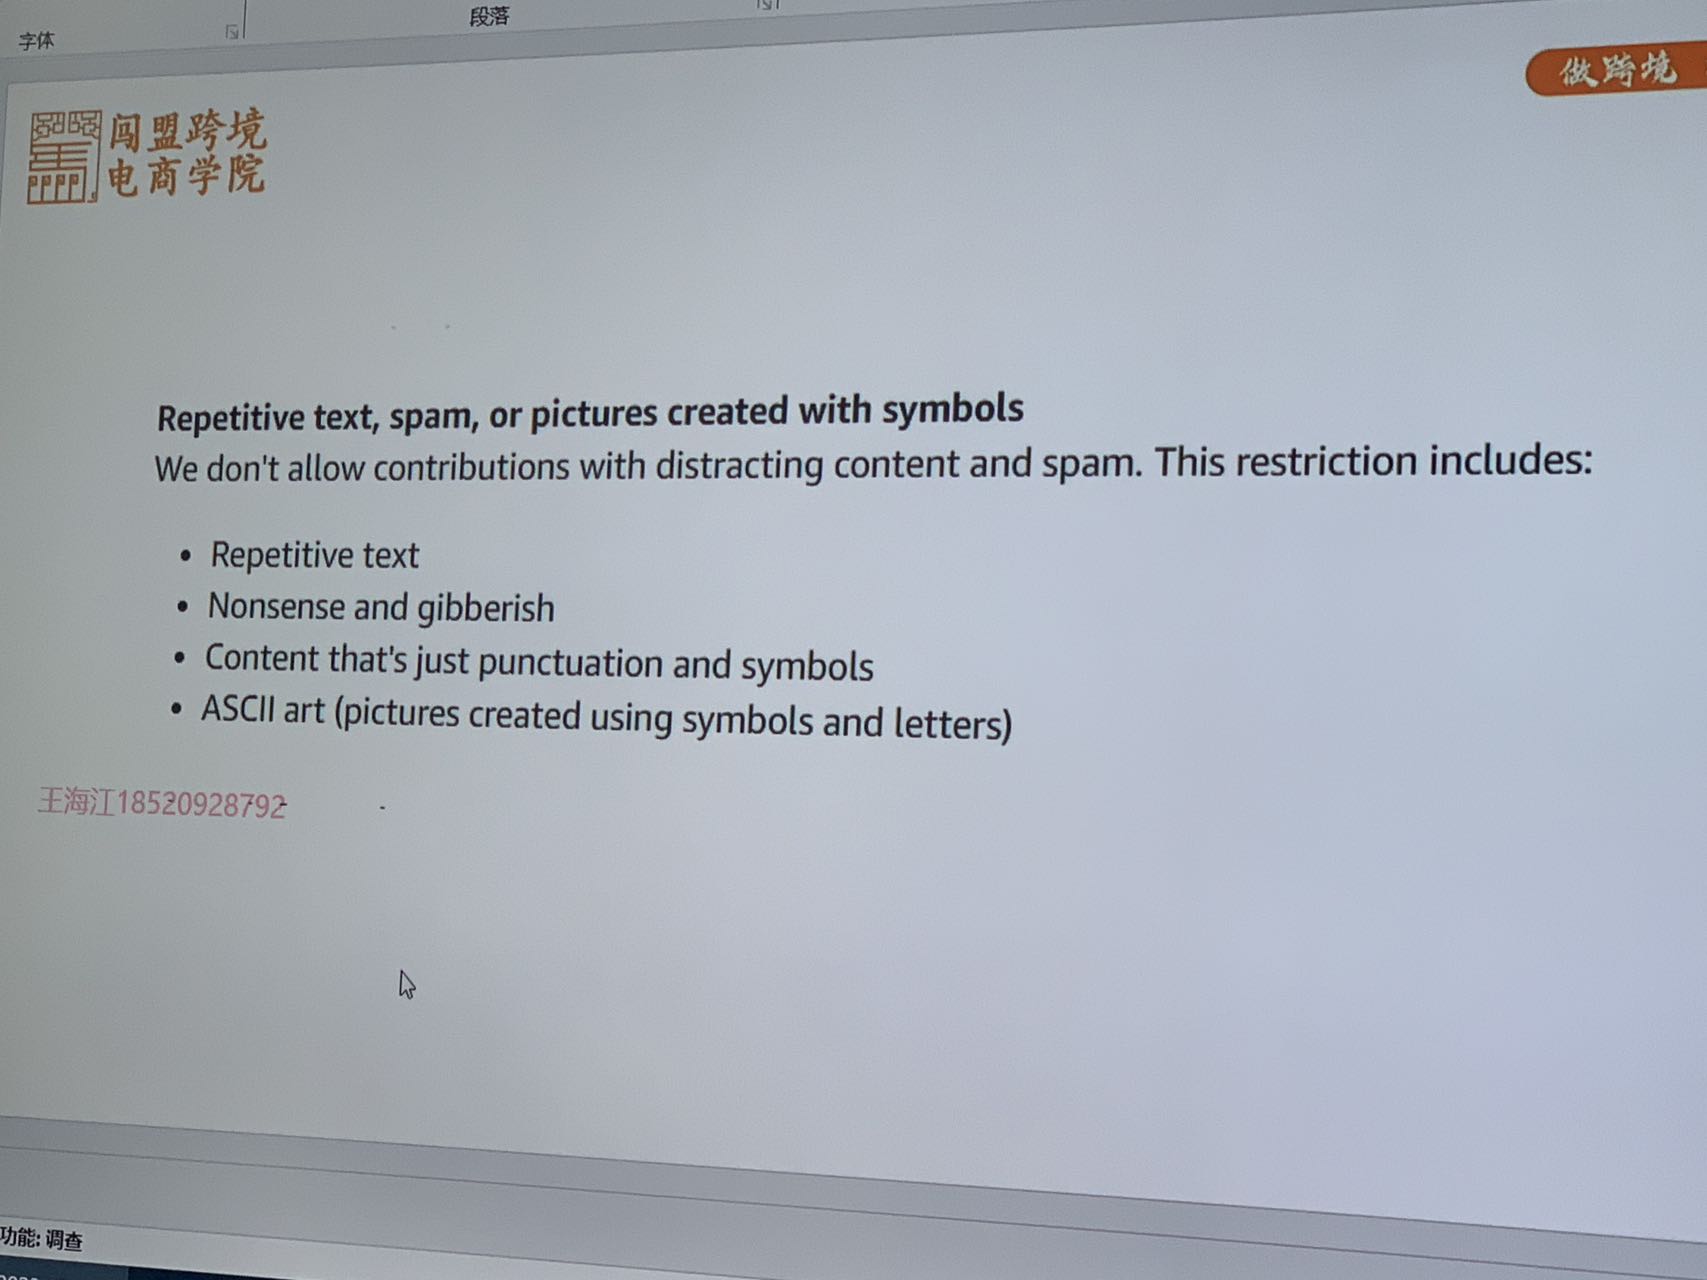 字体
段落
做跨境
闯盟跨境
电商学院
Repetitive text, spam, or pictures created with symbols
We don't allow contributions with distracting content and spam. This restriction includes:
• Repetitive text
• Nonsense and gibberish
• Content that's just punctuation and symbols
• ASCII art (pictures created using symbols and letters)
王海江18520928792
功能: 调查